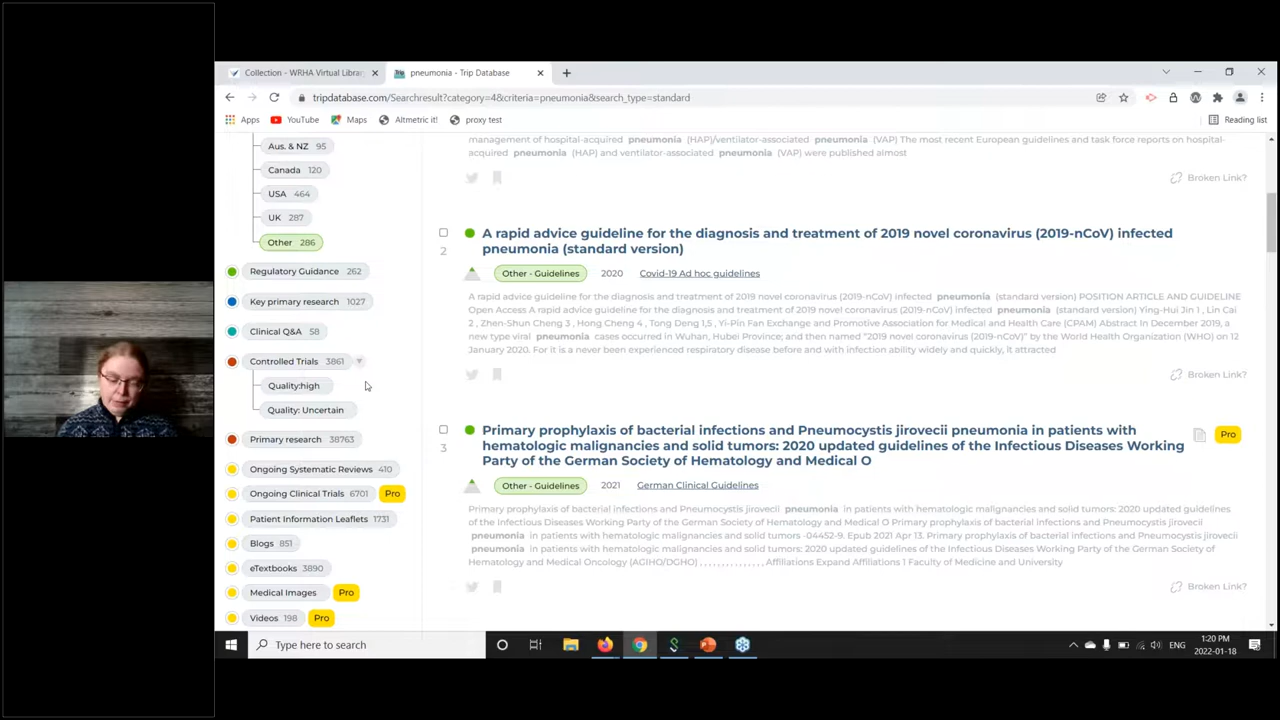 Collection - WRHA Virtual Librar
pneumonia - Trip Database
tripdatabase.com/Searchresult?category=4&criteria=pneumonia&search_type=standard
Apps
YouTube
Maps
Altmetric it!
proxy test
Reading list
Aus. & NZ 95
Canada 120
USA 464
UK 287
Other 286
Regulatory Guidance 262
Key primary research 1027
Clinical Q&A 58
Controlled Trials 3861
Quality:high
Quality: Uncertain
Primary research 38763
Ongoing Systematic Reviews 410
Ongoing Clinical Trials 6701 Pro
Patient Information Leaflets 1731
Blogs 851
eTextbooks 3890
Medical Images Pro
Videos 198 Pro
management of hospital-acquired pneumonia (HAP)/ventilator-associated pneumonia (VAP) The most recent European guidelines and task force reports on hospital-
acquired pneumonia (HAP) and ventilator-associated pneumonia (VAP) were published almost
Broken Link?
2
A rapid advice guideline for the diagnosis and treatment of 2019 novel coronavirus (2019-nCoV) infected
pneumonia (standard version)
Other - Guidelines 2020 Covid-19 Ad hoc guidelines
A rapid advice guideline for the diagnosis and treatment of 2019 novel coronavirus (2019-nCoV) infected pneumonia (standard version) POSITION ARTICLE AND GUIDELINE
Open Access A rapid advice guideline for the diagnosis and treatment of 2019 novel coronavirus (2019-nCoV) infected pneumonia (standard version) Ying-Hui Jin 1 , Lin Cai
2 , Zhen-Shun Cheng 3 , Hong Cheng 4 , Tong Deng 1,5 , Yi-Pin Fan Exchange and Promotive Association for Medical and Health Care (CPAM) Abstract In December 2019, a
new type viral pneumonia cases occurred in Wuhan, Hubei Province; and then named "2019 novel coronavirus (2019-nCoV)" by the World Health Organization (WHO) on 12
January 2020. For it is a never been experienced respiratory disease before and with infection ability widely and quickly, it attracted
Broken Link?
3
Primary prophylaxis of bacterial infections and Pneumocystis jirovecii pneumonia in patients with
hematologic malignancies and solid tumors: 2020 updated guidelines of the Infectious Diseases Working
Party of the German Society of Hematology and Medical O
Pro
Other - Guidelines 2021 German Clinical Guidelines
Primary prophylaxis of bacterial infections and Pneumocystis jirovecii pneumonia in patients with hematologic malignancies and solid tumors: 2020 updated guidelines
of the Infectious Diseases Working Party of the German Society of Hematology and Medical O Primary prophylaxis of bacterial infections and Pneumocystis jirovecii
pneumonia in patients with hematologic malignancies and solid tumors -04452-9. Epub 2021 Apr 13. Primary prophylaxis of bacterial infections and Pneumocystis jirovecii
pneumonia in patients with hematologic malignancies and solid tumors: 2020 updated guidelines of the Infectious Diseases Working Party of the German Society of
Hematology and Medical Oncology (AGIHO/DGHO) , , , , , , , , , , , , , , Affiliations Expand Affiliations 1 Faculty of Medicine and University
Broken Link?
Type here to search
ENG
1:20 PM
2022-01-18